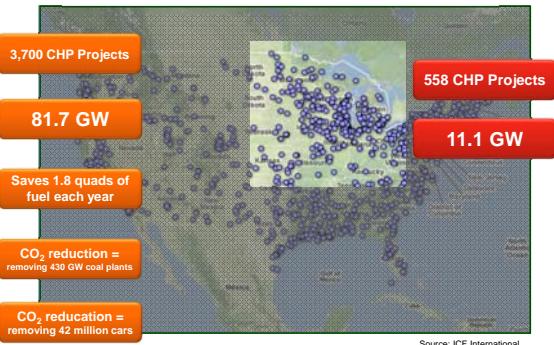 3,700 CHP Projects
81.7 GW
Saves 1.8 quads of
fuel each year
CO₂ reduction =
removing 430 GW coal plants
CO₂ reducation =
removing 42 million cars
558 CHP Projects
11.1 GW
México
Source: ICF International